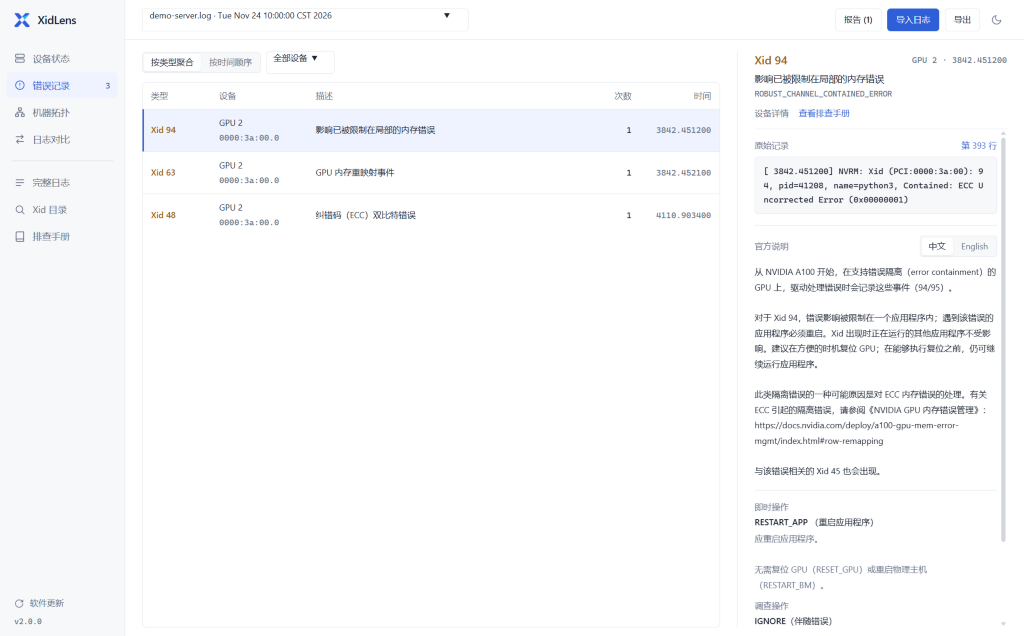 XidLens
demo-server.log · Tue Nov 24 10:00:00 CST 2026
报告 (1)
导入日志
导出
设备状态
错误记录 3
机器拓扑
日志对比
完整日志
Xid 目录
排查手册
软件更新
v2.0.0
按类型聚合
按时间顺序
全部设备
类型 设备 描述 次数 时间
Xid 94 GPU 2 0000:3a:00.0 影响已被限制在局部的内存错误 1 3842.451200
Xid 63 GPU 2 0000:3a:00.0 GPU 内存重映射事件 1 3842.452100
Xid 48 GPU 2 0000:3a:00.0 纠错码（ECC）双比特错误 1 4110.903400
Xid 94 GPU 2 · 3842.451200
影响已被限制在局部的内存错误
ROBUST_CHANNEL_CONTAINED_ERROR
设备详情 查看排查手册
原始记录 第 393 行
[ 3842.451200] NVRM: Xid (PCI:0000:3a:00): 9
4, pid=41208, name=python3, Contained: ECC U
ncorrected Error (0x00000001)
官方说明 中文 English
从 NVIDIA A100 开始，在支持错误隔离（error containment）的
GPU 上，驱动处理错误时会记录这些事件（94/95）。
对于 Xid 94，错误影响被限制在一个应用程序内；遇到该错误的
应用程序必须重启。Xid 出现时正在运行的其他应用程序不受影
响。建议在方便的时机复位 GPU；在能够执行复位之前，仍可继
续运行应用程序。
此类隔离错误的一种可能原因是对 ECC 内存错误的处理。有关
ECC 引起的隔离错误，请参阅《NVIDIA GPU 内存错误管理》：
https://docs.nvidia.com/deploy/a100-gpu-mem-error-
mgmt/index.html#row-remapping
与该错误相关的 Xid 45 也会出现。
即时操作
RESTART_APP （重启应用程序）
应重启应用程序。
无需复位 GPU（RESET_GPU）或重启物理主机
（RESTART_BM）。
调查操作
IGNORE（伴随错误）